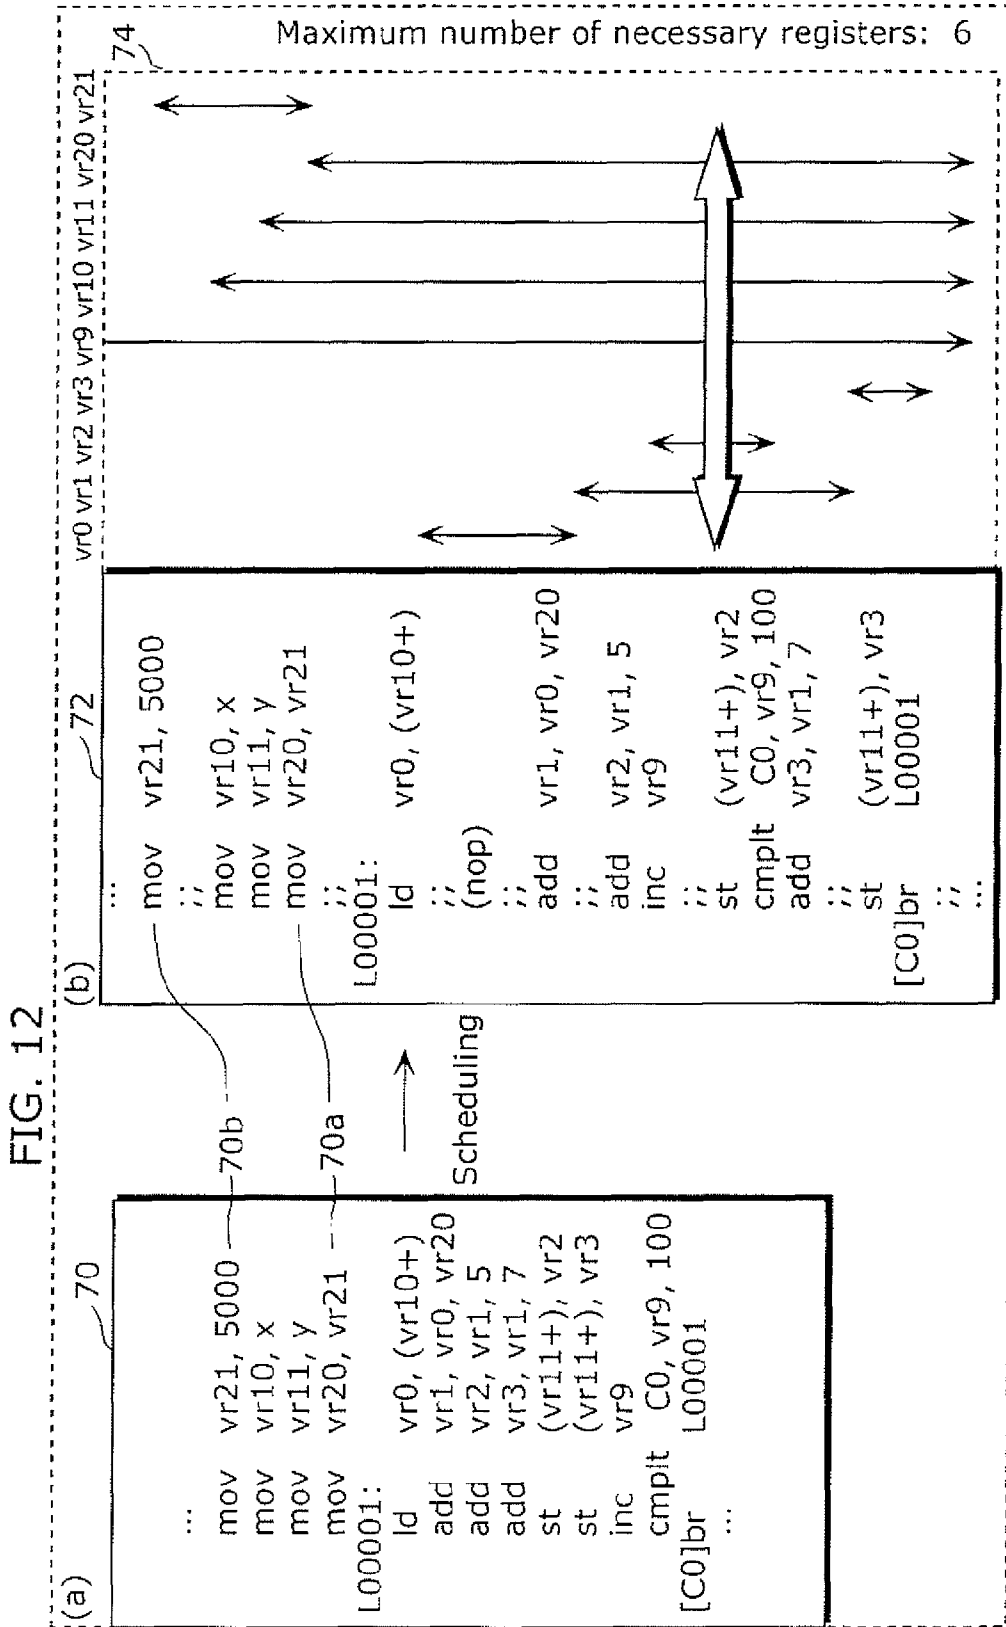 FIG. 12
(a)
70
...
mov vr21, 5000
mov vr10, x
mov vr11, y
mov vr20, vr21
L00001:
ld vr0, (vr10+)
add vr1, vr0, vr20
add vr2, vr1, 5
add vr3, vr1, 7
st (vr11+), vr2
st (vr11+), vr3
inc vr9
cmplt C0, vr9, 100
[C0]br L00001
...
70b
70a
Scheduling
(b)
72
...
mov vr21, 5000
;;
mov vr10, x
mov vr11, y
mov vr20, vr21
;;
L00001:
ld vr0, (vr10+)
;;
(nop)
;;
add vr1, vr0, vr20
;;
add vr2, vr1, 5
inc vr9
;;
st (vr11+), vr2
cmplt C0, vr9, 100
add vr3, vr1, 7
;;
st (vr11+), vr3
[C0]br L00001
;;
...
vr0 vr1 vr2 vr3 vr9 vr10 vr11 vr20 vr21
74
Maximum number of necessary registers: 6